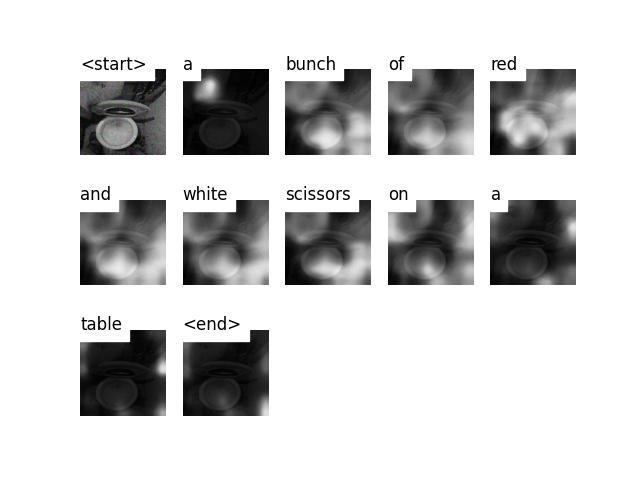 <start> a bunch of red
and white scissors on a
table <end>